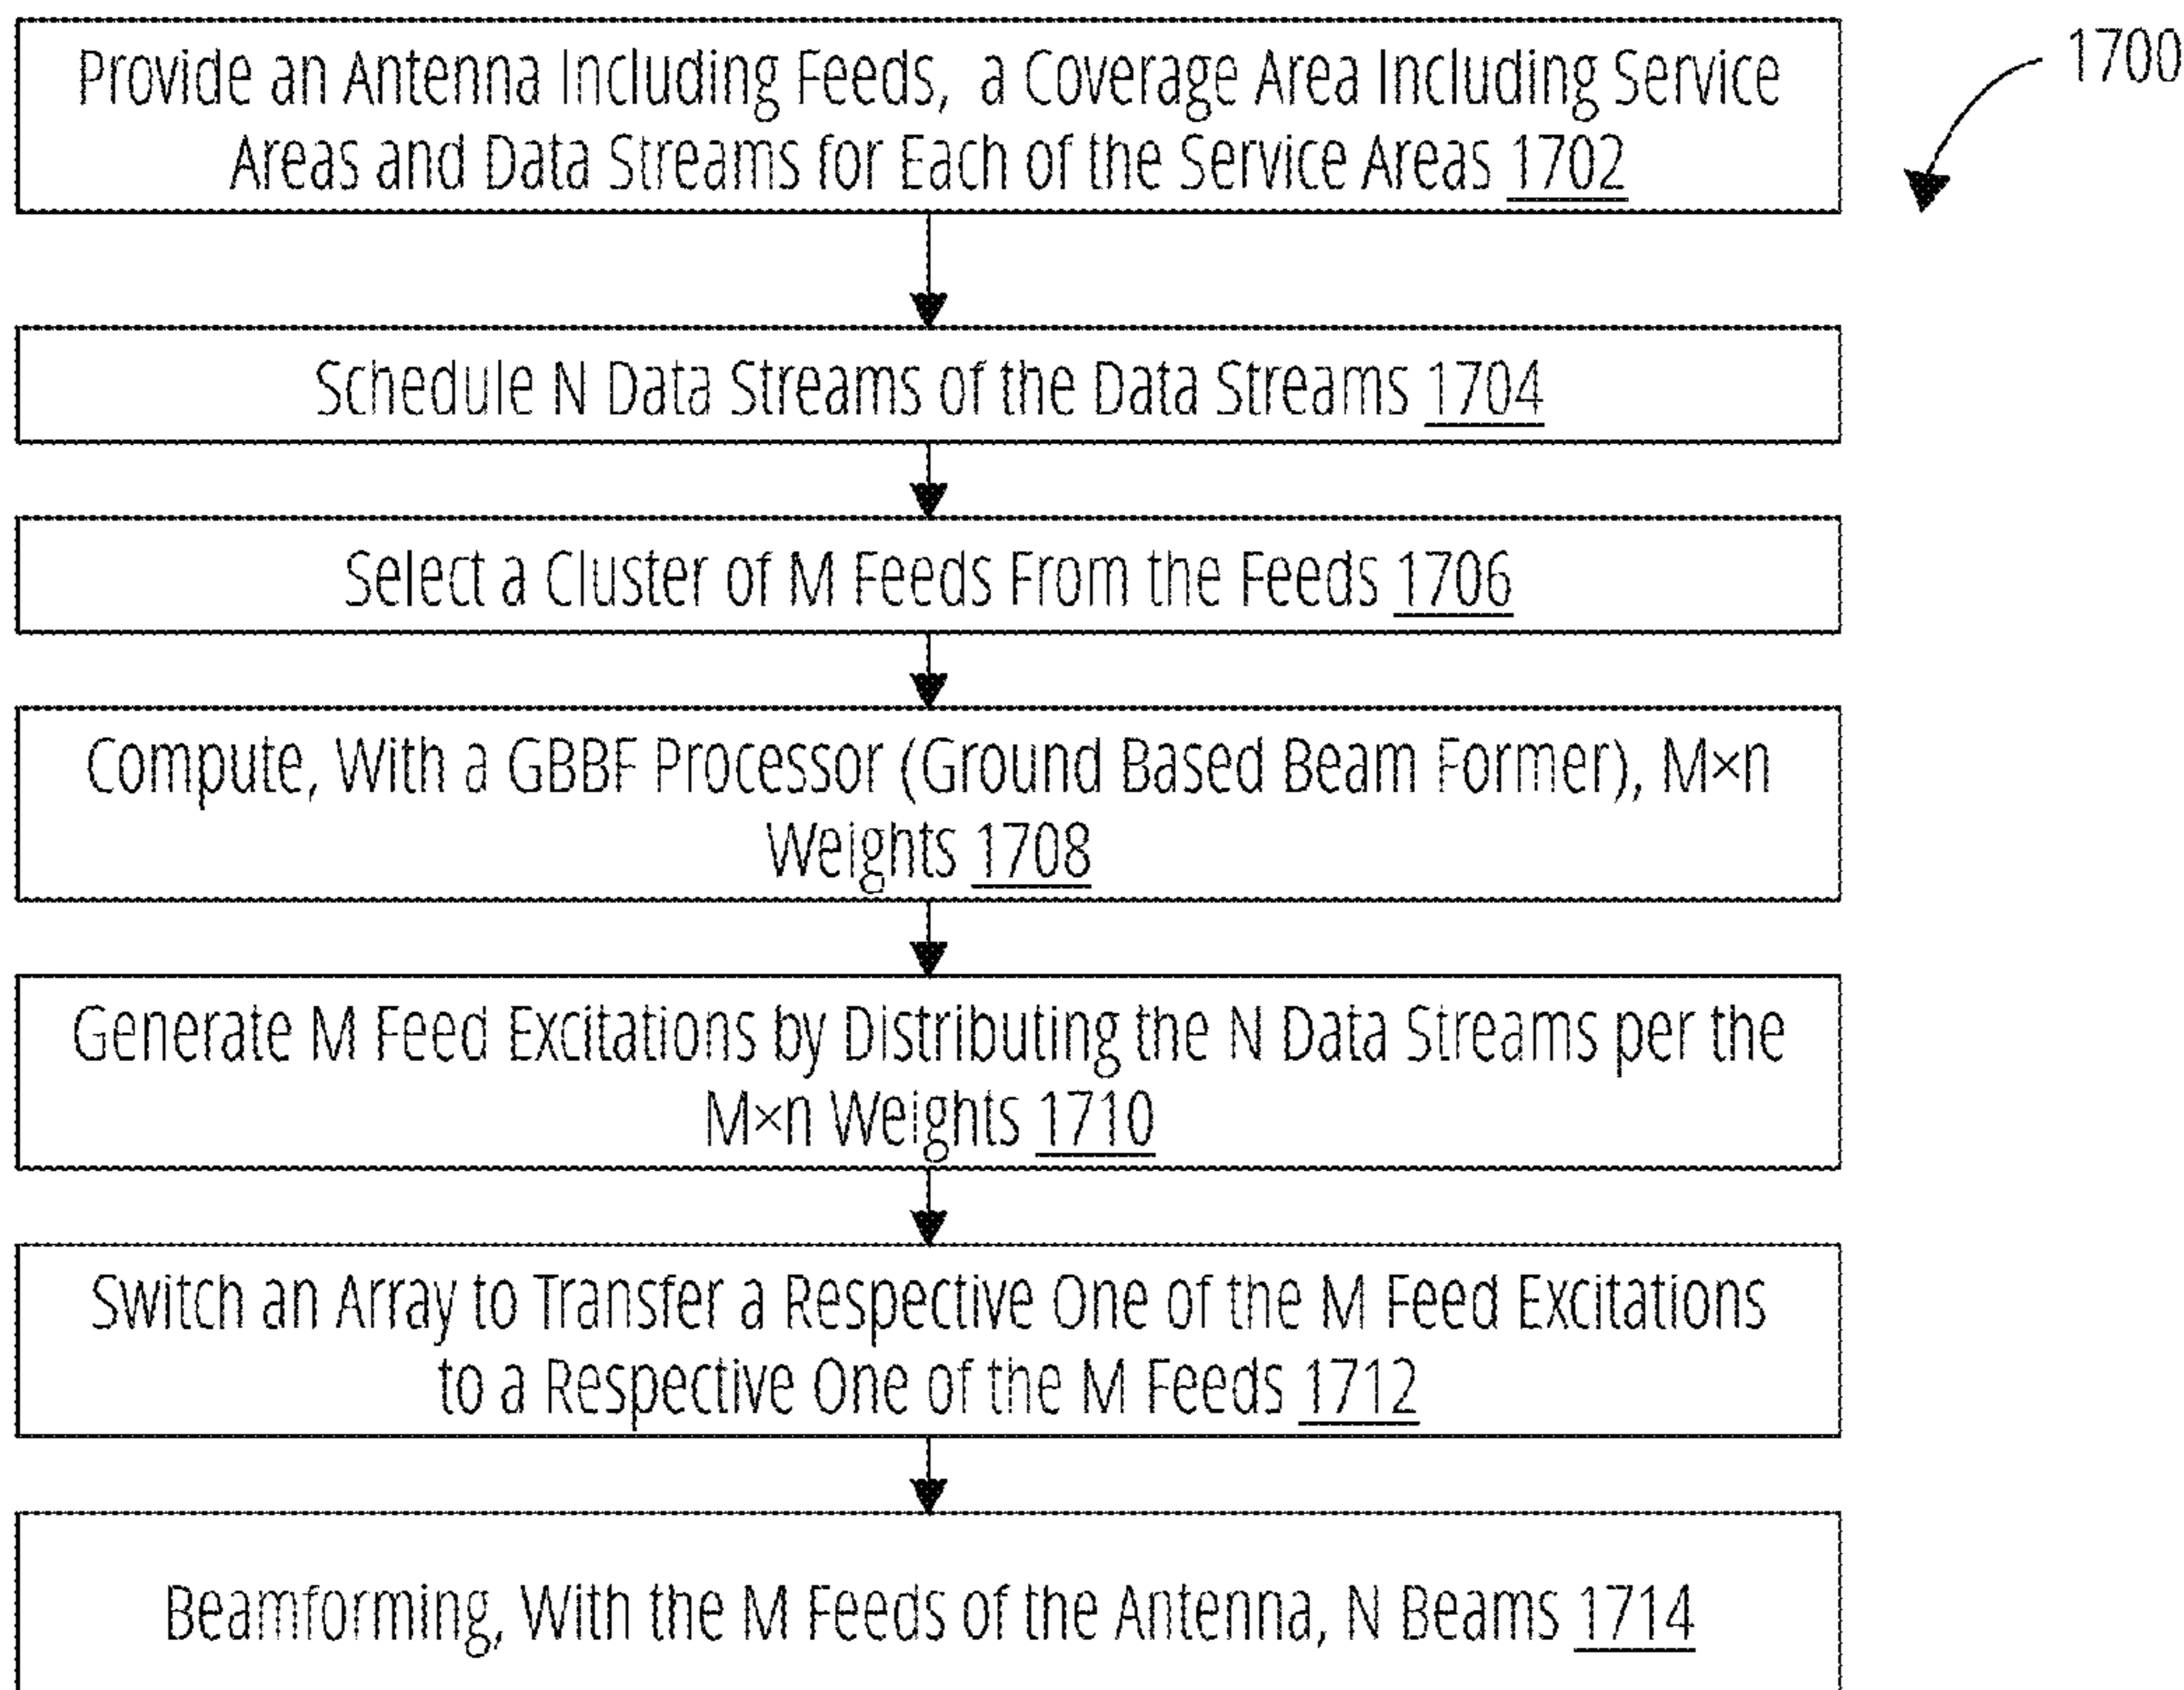 1700
Provide an Antenna Including Feeds, a Coverage Area Including Service
Areas and Data Streams for Each of the Service Areas 1702
Schedule N Data Streams of the Data Streams 1704
Select a Cluster of M Feeds From the Feeds 1706
Compute, With a GBBF Processor (Ground Based Beam Former), M×n
Weights 1708
Generate M Feed Excitations by Distributing the N Data Streams per the
M×n Weights 1710
Switch an Array to Transfer a Respective One of the M Feed Excitations
to a Respective One of the M Feeds 1712
Beamforming, With the M Feeds of the Antenna, N Beams 1714